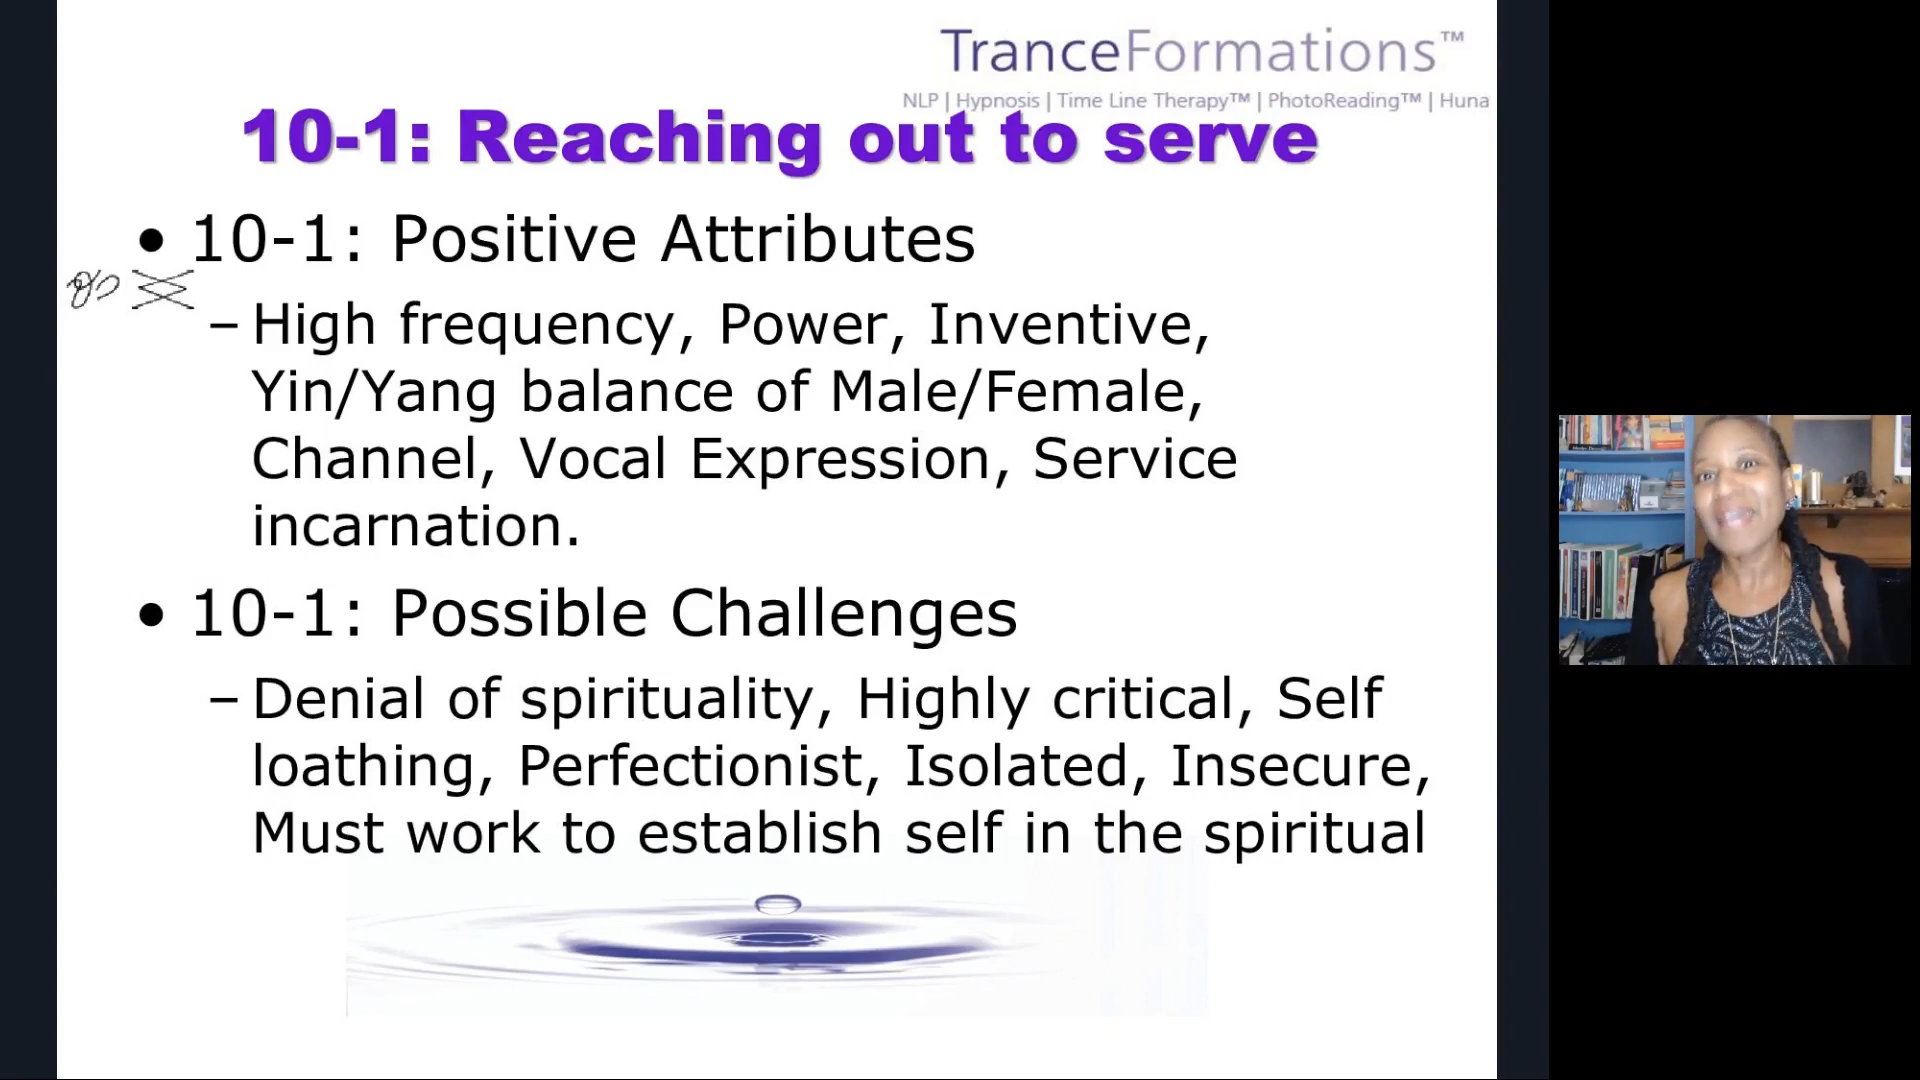 TranceFormations™
NLP | Hypnosis | Time Line Therapy™ | PhotoReading™ | Huna
10-1: Reaching out to serve
• 10-1: Positive Attributes
– High frequency, Power, Inventive,
Yin/Yang balance of Male/Female,
Channel, Vocal Expression, Service
incarnation.
• 10-1: Possible Challenges
– Denial of spirituality, Highly critical, Self
loathing, Perfectionist, Isolated, Insecure,
Must work to establish self in the spiritual